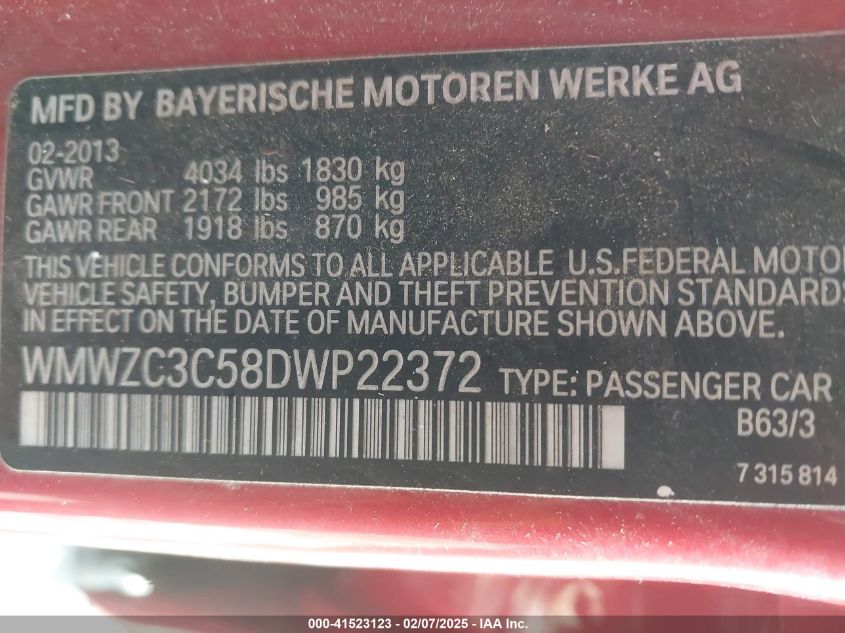 MFD BY BAYERISCHE MOTOREN WERKE AG
02-2013
GVWR 4034 lbs 1830 kg
GAWR FRONT 2172 lbs 985 kg
GAWR REAR 1918 lbs 870 kg
THIS VEHICLE CONFORMS TO ALL APPLICABLE U.S.FEDERAL MOTO
VEHICLE SAFETY, BUMPER AND THEFT PREVENTION STANDARDS
IN EFFECT ON THE DATE OF MANUFACTURE SHOWN ABOVE.
WMWZC3C58DWP22372 TYPE: PASSENGER CAR
B63/3
7 315 814
000-41523123 - 02/07/2025 - IAA Inc.